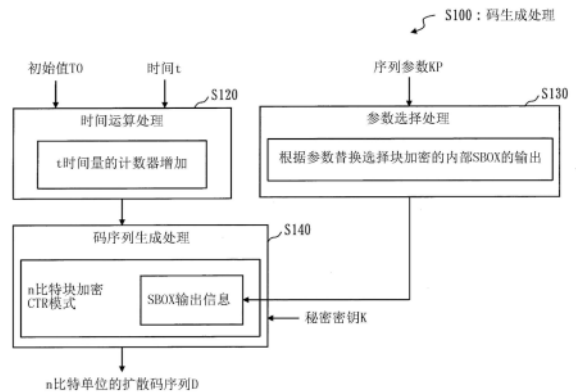 S100：码生成处理
初始值T0
时间t
序列参数KP
S120
S130
时间运算处理
参数选择处理
t时间量的计数器增加
根据参数替换选择块加密的内部SBOX的输出
S140
码序列生成处理
n比特块加密
CTR模式
SBOX输出信息
秘密密钥K
n比特单位的扩散码序列D